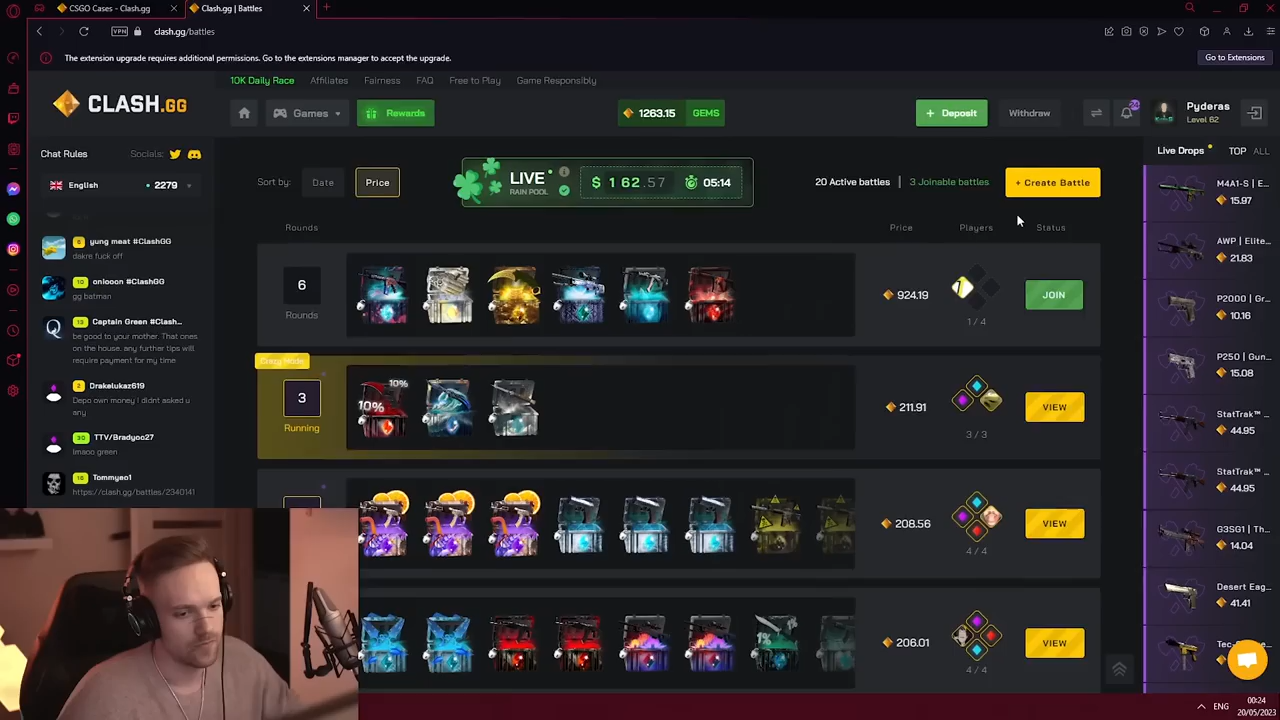 CSGO Cases - Clash.gg
Clash.gg | Battles
VPN
clash.gg/battles
The extension upgrade requires additional permissions. Go to the extensions manager to accept the upgrade.
Go to Extensions
10K Daily Race
Affiliates
Fairness
FAQ
Free to Play
Game Responsibly
CLASH.GG
Games
Rewards
1263.15
GEMS
+ Deposit
Withdraw
Pyderas
Level 62
Chat Rules
Socials:
English
2279
yung meat #ClashGG
dakre fuck off
10
onlooon #ClashGG
gg batman
13
Captain Green #Clash...
be good to your mother. That ones
on the house. any further tips will
require payment for my time
2
Drakelukaz619
Depo own money I didnt asked u
any
30
TTV/Bradyoo27
lmaoo green
Tommyeo1
https://clash.gg/battles/2340141
Sort by:
Date
Price
LIVE
RAIN POOL
$ 162.57
05:14
20 Active battles
3 Joinable battles
+ Create Battle
Rounds
Price
Players
Status
6
Rounds
924.19
1 / 4
JOIN
Crazy Mode
3
Running
10%
10%
211.91
3 / 3
VIEW
208.56
4 / 4
VIEW
206.01
4 / 4
VIEW
Live Drops
TOP
ALL
M4A1-S | E...
15.97
AWP | Elite...
21.83
P2000 | Gr...
10.16
P250 | Gun...
15.08
StatTrak™ ...
44.95
StatTrak™ ...
44.95
G3SG1 | Th...
14.04
Desert Eag...
41.41
ENG
00:24
20/05/2023